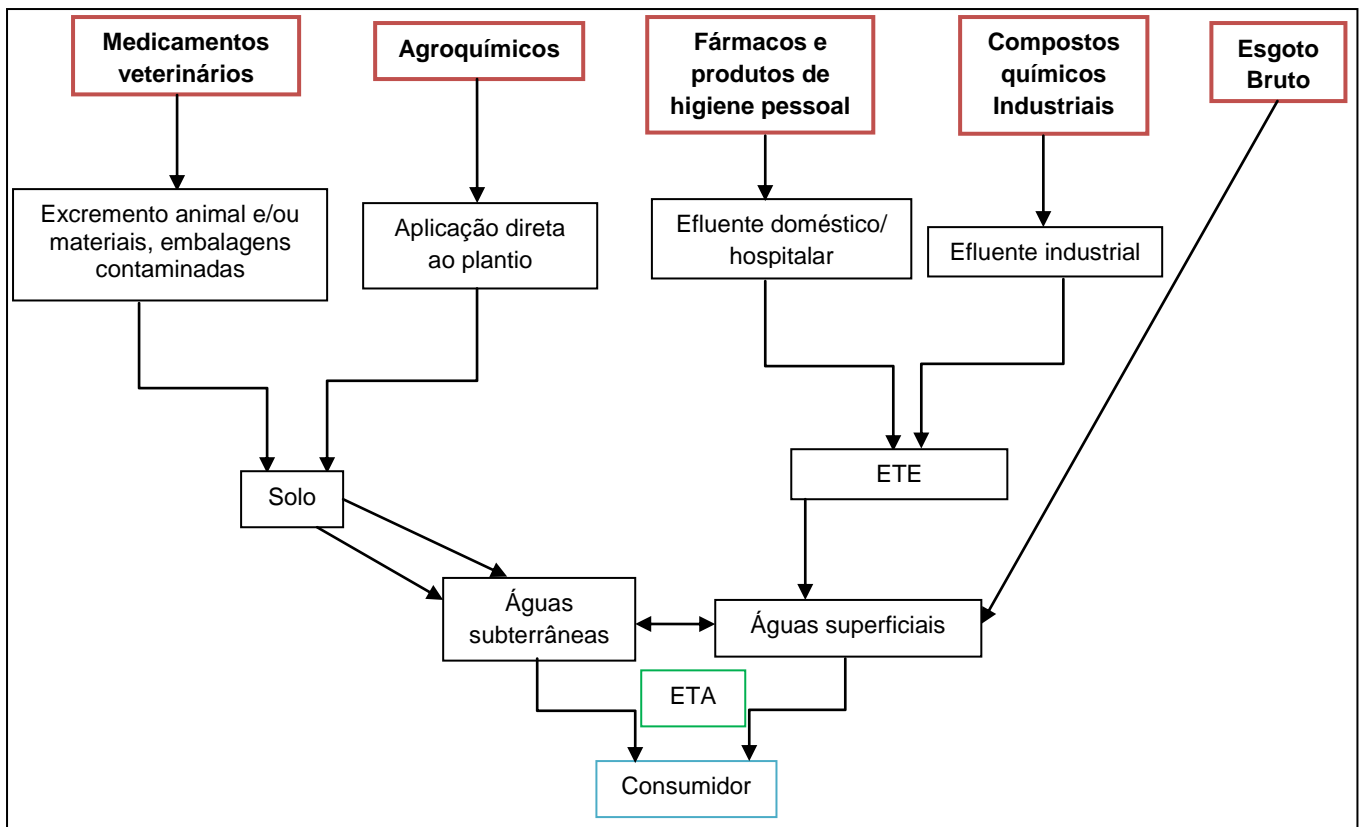 Medicamentos
veterinários
Agroquímicos
Fármacos e
produtos de
higiene pessoal
Compostos
químicos
Industriais
Esgoto
Bruto
Excremento animal e/ou
materiais, embalagens
contaminadas
Aplicação direta
ao plantio
Efluente doméstico/
hospitalar
Efluente industrial
Solo
ETE
Águas
subterrâneas
Águas superficiais
ETA
Consumidor